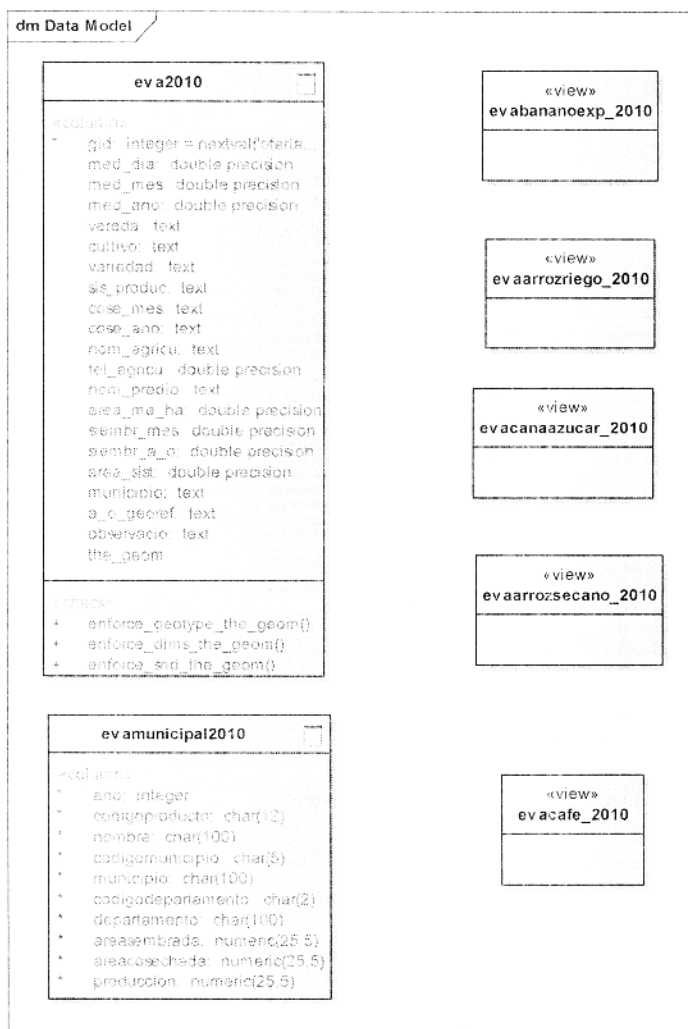 dm Data Model
eva2010
«column»
* gid: integer = nextval('oferta...
med_dia: double precision
med_mes: double precision
med_ano: double precision
vereda: text
cultivo: text
variedad: text
sis_produc: text
cose_mes: text
cose_ano: text
nom_agricu: text
tel_agricu: double precision
nom_predio: text
area_me_ha: double precision
sembr_mes: double precision
sembr_a_o: double precision
area_sist: double precision
municipio: text
a_o_georef: text
observacio: text
the_geom
«check»
+ enforce_geotype_the_geom()
+ enforce_dims_the_geom()
+ enforce_srid_the_geom()
evamunicipal2010
«column»
* ano: integer
* codigoproducto: char(12)
* nombre: char(100)
* codigomunicipio: char(5)
* municipio: char(100)
* codigodepartamento: char(2)
* departamento: char(100)
* areasembrada: numeric(25,5)
* areacosechada: numeric(25,5)
* produccion: numeric(25,5)
«view»
evabananoexp_2010
«view»
evaarrozriego_2010
«view»
evacanaazucar_2010
«view»
evaarrozsecano_2010
«view»
evacafe_2010